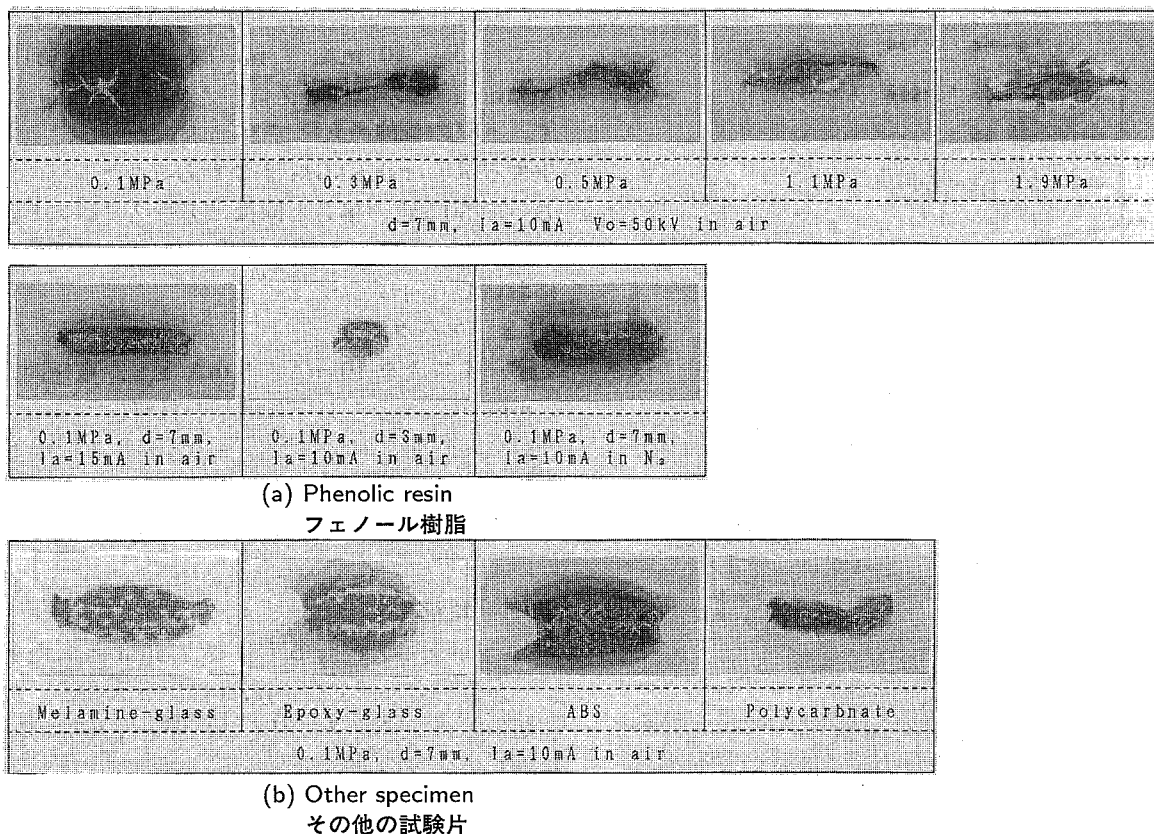 0.1MPa
0.3MPa
0.5MPa
1.1MPa
1.9MPa
d=7mm, Ia=10mA Vo=50kV in air
0.1MPa, d=7mm,
Ia=15mA in air
0.1MPa, d=3mm,
Ia=10mA in air
0.1MPa, d=7mm,
Ia=10mA in N₂
(a) Phenolic resin
フェノール樹脂
Melamine-glass
Epoxy-glass
ABS
Polycarbnate
0.1MPa, d=7mm, Ia=10mA in air
(b) Other specimen
その他の試験片